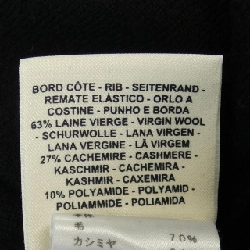 BORD CÔTE - RIB - SEITENRAND -
REMATE ELÁSTICO - ORLO A
COSTINE - PUNHO E BORDA
63% LAINE VIERGE - VIRGIN WOOL
- SCHURWOLLE - LANA VIRGEN -
LANA VERGINE - LÃ VIRGEM
27% CACHEMIRE - CASHMERE -
KASCHMIR - CACHEMIRA -
KASHMIR - CAXEMIRA
10% POLYAMIDE - POLYAMID -
POLIAMMIDE - POLIAMIDA
毛 70%
カシミヤ